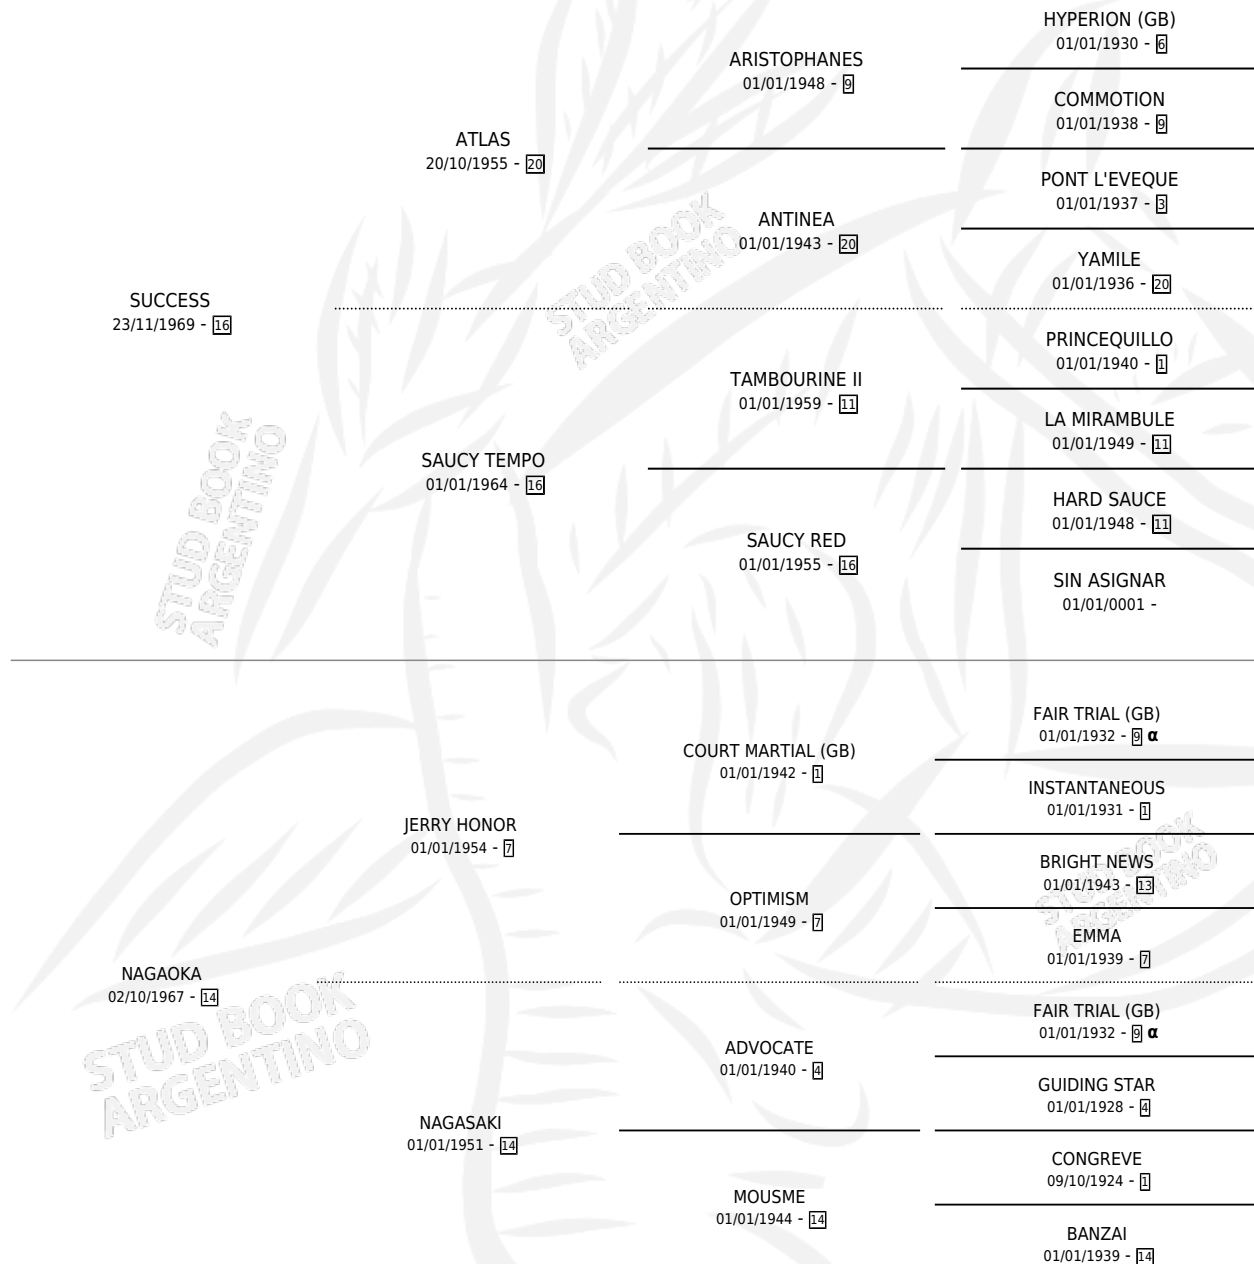 HYPERION (GB)
01/01/1930 - 6
ARISTOPHANES
01/01/1948 - 9
COMMOTION
01/01/1938 - 9
ATLAS
20/10/1955 - 20
PONT L'EVEQUE
01/01/1937 - 3
ANTINEA
01/01/1943 - 20
YAMILE
01/01/1936 - 20
SUCCESS
23/11/1969 - 16
PRINCEQUILLO
01/01/1940 - 1
TAMBOURINE II
01/01/1959 - 11
LA MIRAMBULE
01/01/1949 - 11
SAUCY TEMPO
01/01/1964 - 16
HARD SAUCE
01/01/1948 - 11
SAUCY RED
01/01/1955 - 16
SIN ASIGNAR
01/01/0001 -
FAIR TRIAL (GB)
01/01/1932 - 9 α
COURT MARTIAL (GB)
01/01/1942 - 1
INSTANTANEOUS
01/01/1931 - 1
JERRY HONOR
01/01/1954 - 7
BRIGHT NEWS
01/01/1943 - 13
OPTIMISM
01/01/1949 - 7
EMMA
01/01/1939 - 7
NAGAOKA
02/10/1967 - 14
FAIR TRIAL (GB)
01/01/1932 - 9 α
ADVOCATE
01/01/1940 - 4
GUIDING STAR
01/01/1928 - 4
NAGASAKI
01/01/1951 - 14
CONGREVE
09/10/1924 - 1
MOUSME
01/01/1944 - 14
BANZAI
01/01/1939 - 14
STUD BOOK
ARGENTINO
STUD BOOK
ARGENTINO
STUD BOOK
ARGENTINO
STUD BOOK
ARGENTINO